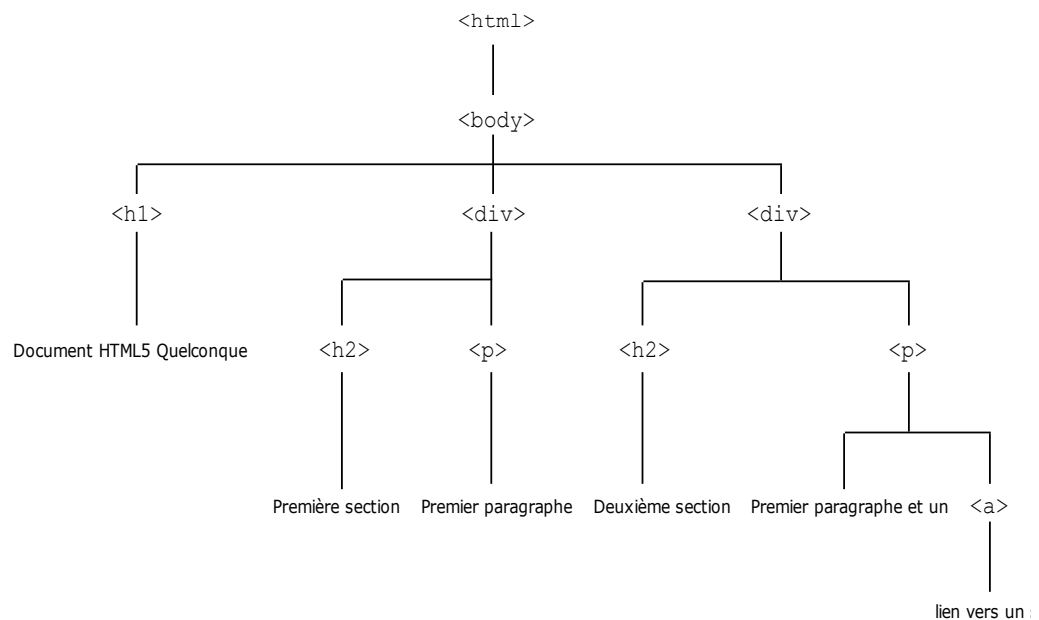 <html>
<body>
<h1> <div> <div>
Document HTML5 Quelconque <h2> <p> <h2> <p>
Première section Premier paragraphe Deuxième section Premier paragraphe et un <a>
lien vers un